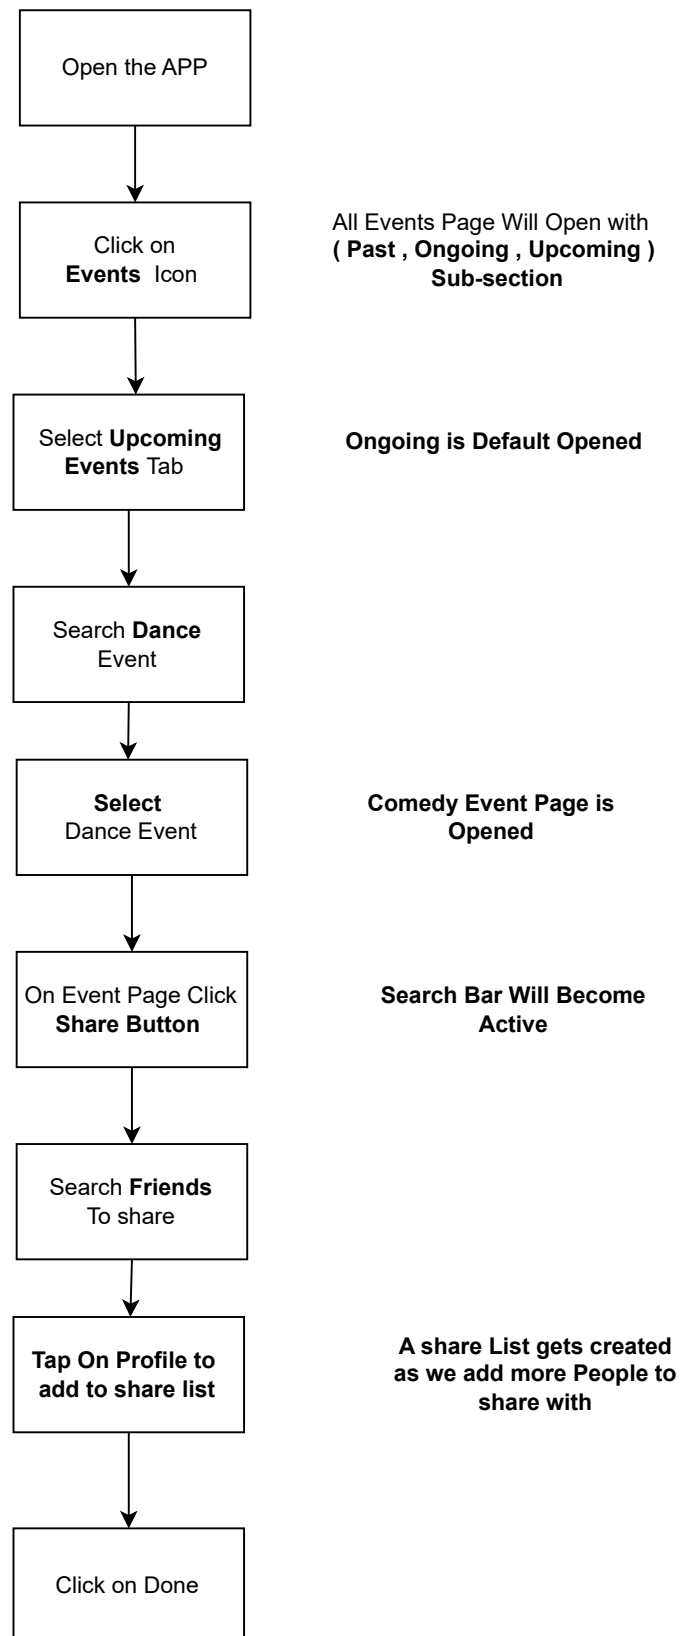 Open the APP
Click on
Events Icon
All Events Page Will Open with
( Past , Ongoing , Upcoming )
Sub-section
Select Upcoming
Events Tab
Ongoing is Default Opened
Search Dance
Event
Select
Dance Event
Comedy Event Page is
Opened
On Event Page Click
Share Button
Search Bar Will Become
Active
Search Friends
To share
Tap On Profile to
add to share list
A share List gets created
as we add more People to
share with
Click on Done